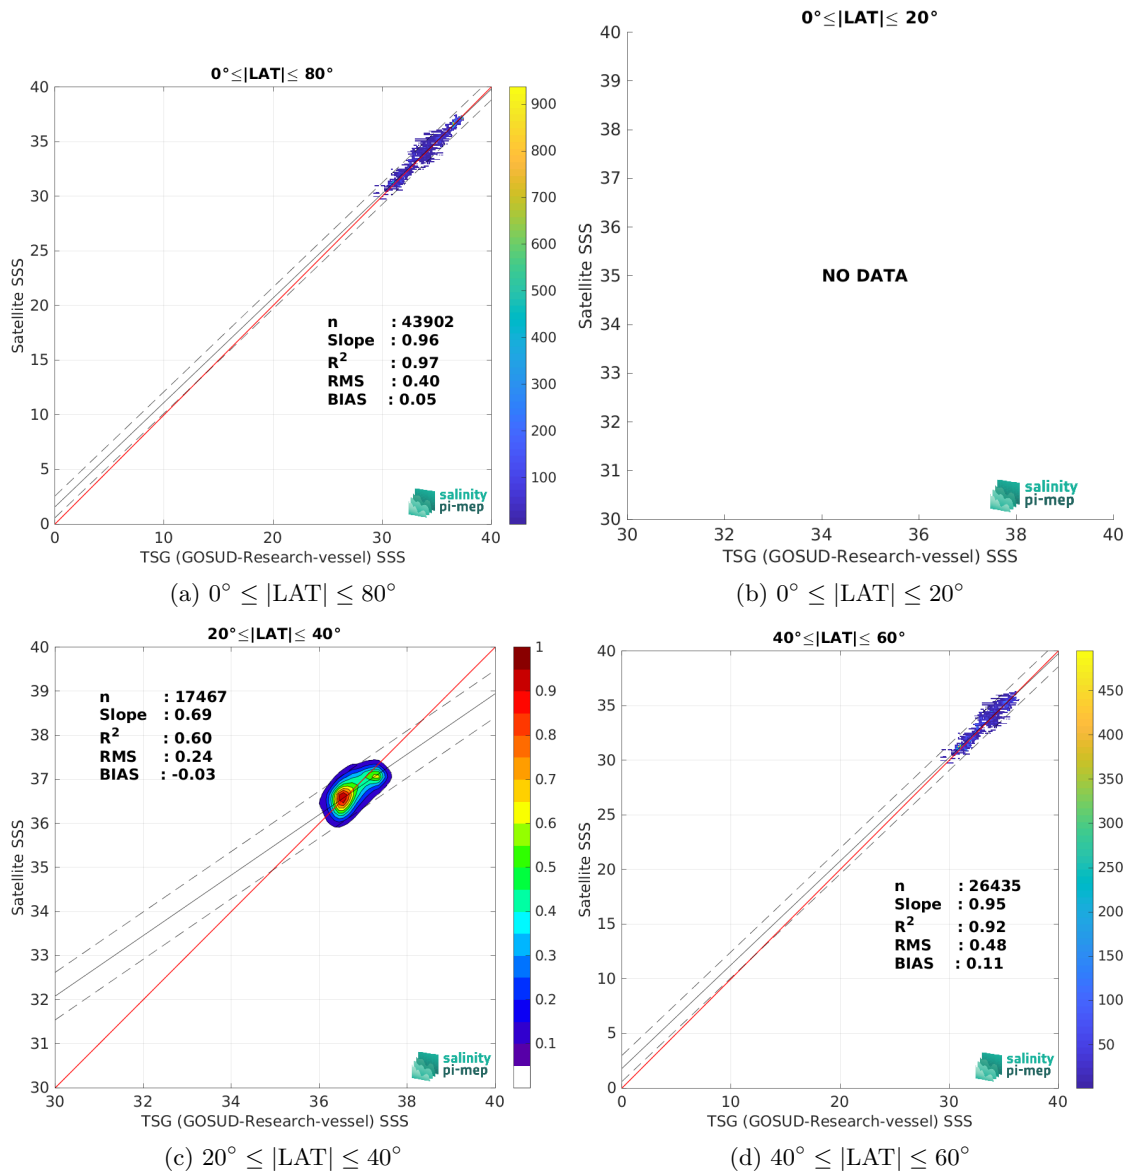 0°≤|LAT|≤ 80°
40
35
30
25
20
15
10
5
0
0
10
20
30
40
Satellite SSS
TSG (GOSUD-Research-vessel) SSS
n : 43902
Slope : 0.96
R² : 0.97
RMS : 0.40
BIAS : 0.05
salinity
pi-mep
900
800
700
600
500
400
300
200
100
(a) 0° ≤ |LAT| ≤ 80°
0°≤|LAT|≤ 20°
40
39
38
37
36
35
34
33
32
31
30
30
32
34
36
38
40
Satellite SSS
TSG (GOSUD-Research-vessel) SSS
NO DATA
salinity
pi-mep
(b) 0° ≤ |LAT| ≤ 20°
20°≤|LAT|≤ 40°
40
39
38
37
36
35
34
33
32
31
30
30
32
34
36
38
40
Satellite SSS
TSG (GOSUD-Research-vessel) SSS
n : 17467
Slope : 0.69
R² : 0.60
RMS : 0.24
BIAS : -0.03
salinity
pi-mep
1
0.9
0.8
0.7
0.6
0.5
0.4
0.3
0.2
0.1
(c) 20° ≤ |LAT| ≤ 40°
40°≤|LAT|≤ 60°
40
35
30
25
20
15
10
5
0
0
10
20
30
40
Satellite SSS
TSG (GOSUD-Research-vessel) SSS
n : 26435
Slope : 0.95
R² : 0.92
RMS : 0.48
BIAS : 0.11
salinity
pi-mep
450
400
350
300
250
200
150
100
50
(d) 40° ≤ |LAT| ≤ 60°